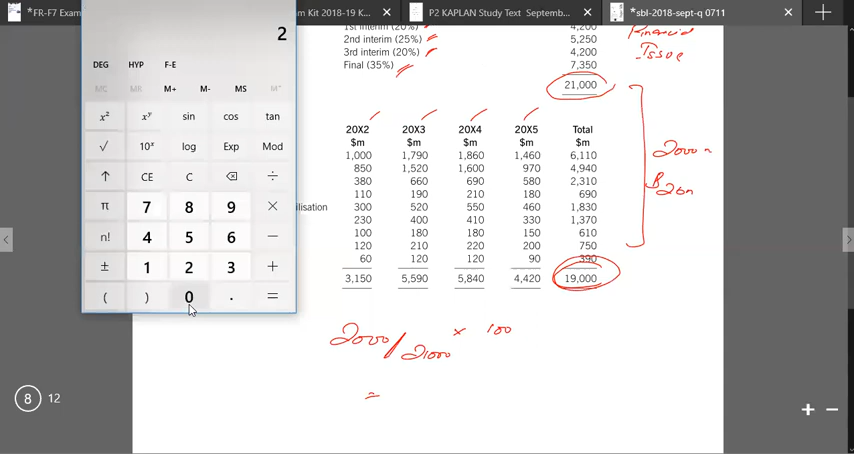 *FR-F7 Exam
m Kit 2018-19 K...
P2 KAPLAN Study Text Septemb...
*sbl-2018-sept-q 0711
2
DEG HYP F-E
MC MR M+ M- MS M˅
x² xʸ sin cos tan
√ 10ˣ log Exp Mod
↑ CE C ⌫ ÷
π 7 8 9 ×
n! 4 5 6 −
± 1 2 3 +
( ) 0 . =
1st interim (20%) 4,200
2nd interim (25%) 5,250
3rd interim (20%) 4,200
Final (35%) 7,350
21,000
Financial
Issue
20X2 20X3 20X4 20X5 Total
$m $m $m $m $m
1,000 1,790 1,860 1,460 6,110
850 1,520 1,600 970 4,940
380 660 690 580 2,310
110 190 210 180 690
ilisation 300 520 550 460 1,830
230 400 410 330 1,370
100 180 180 150 610
120 210 220 200 750
60 120 120 90 390
3,150 5,590 5,840 4,420 19,000
2000 m
2000/21000 × 100
=
8 12